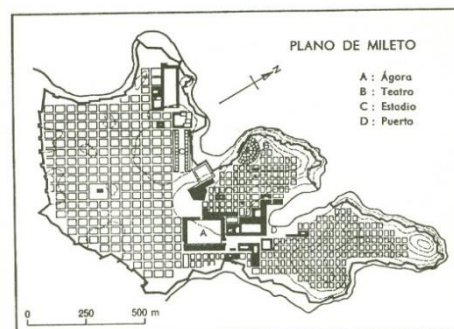 PLANO DE MILETO
N
A : Ágora
B : Teatro
C : Estadio
D : Puerto
A
D
0 250 500 m